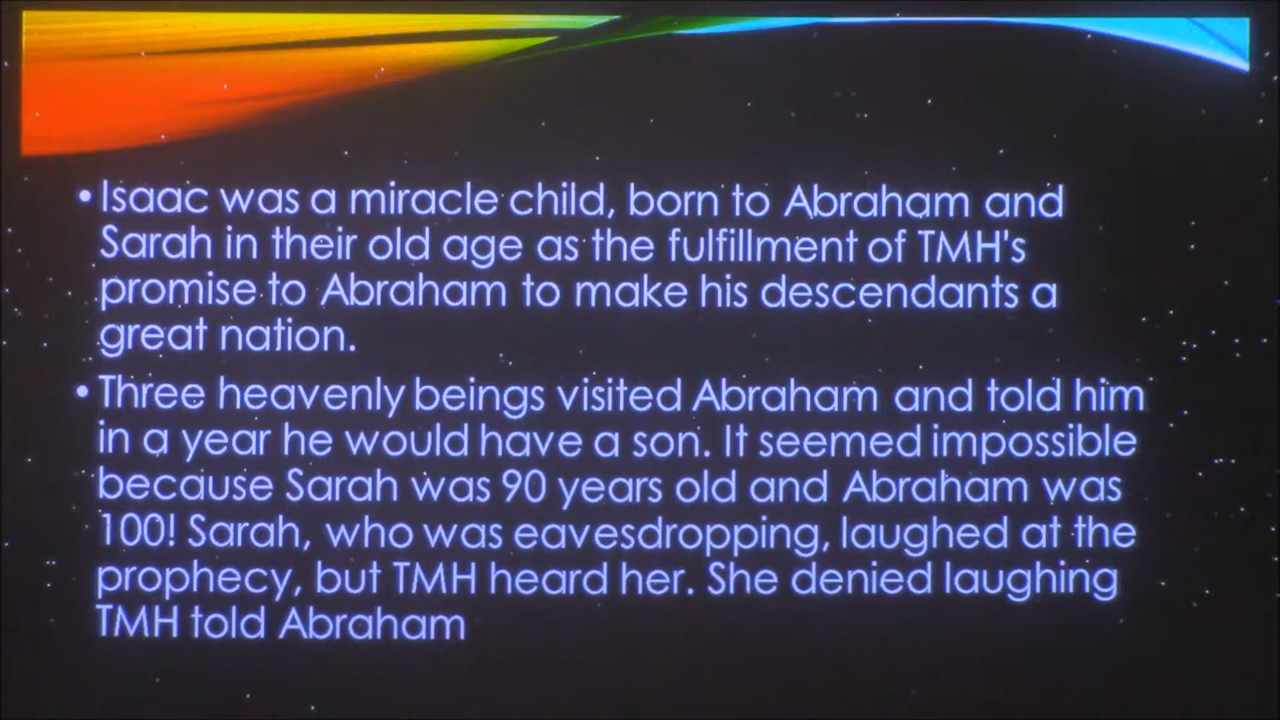 •Isaac was a miracle child, born to Abraham and
Sarah in their old age as the fulfillment of TMH's
promise to Abraham to make his descendants a
great nation.
•Three heavenly beings visited Abraham and told him
in a year he would have a son. It seemed impossible
because Sarah was 90 years old and Abraham was
100! Sarah, who was eavesdropping, laughed at the
prophecy, but TMH heard her. She denied laughing
TMH told Abraham